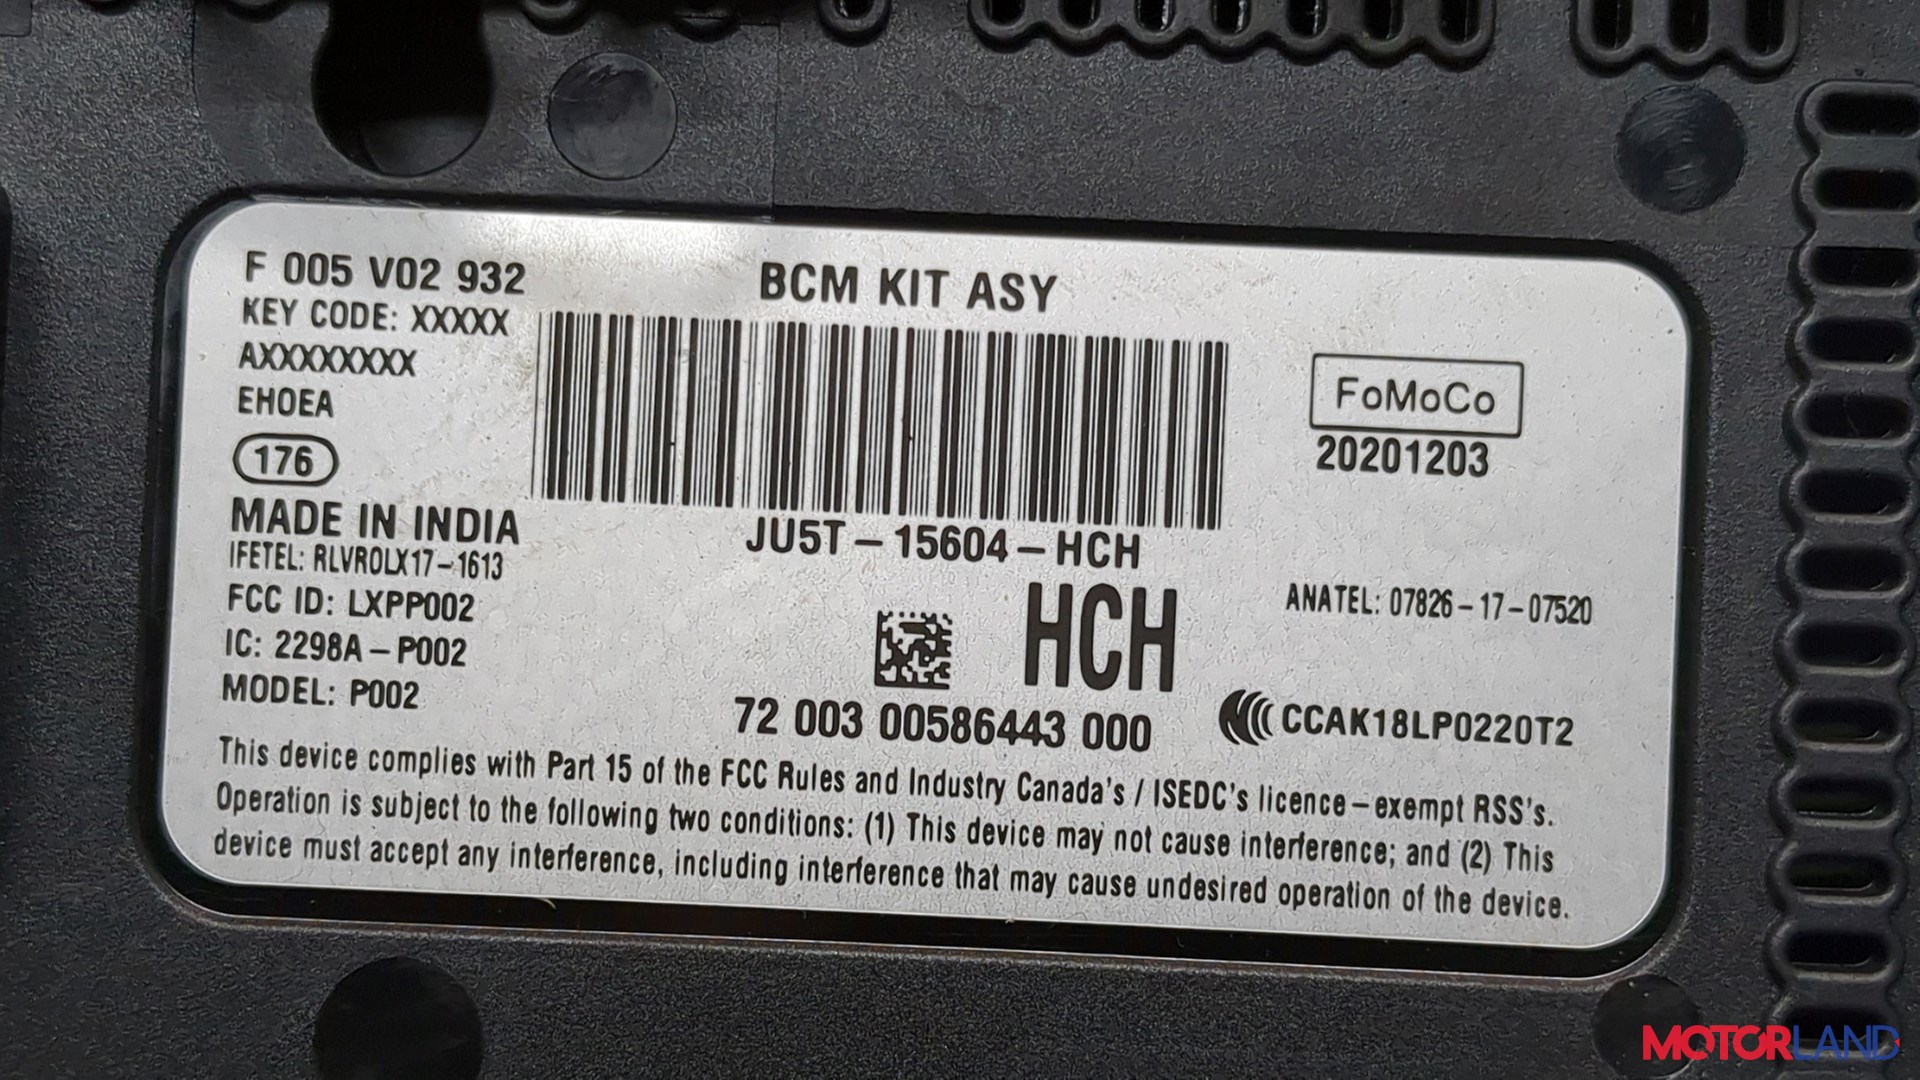 F 005 V02 932
BCM KIT ASY
KEY CODE: XXXXX
AXXXXXXXX
EHOEA
176
MADE IN INDIA
IFETEL: RLVROLX17-1613
FCC ID: LXPP002
IC: 2298A-P002
MODEL: P002
FoMoCo
20201203
JU5T-15604-HCH
HCH
ANATEL: 07826-17-07520
72 003 00586443 000
CCAK18LP0220T2
This device complies with Part 15 of the FCC Rules and Industry Canada's / ISEDC's licence-exempt RSS's.
Operation is subject to the following two conditions: (1) This device may not cause interference; and (2) This
device must accept any interference, including interference that may cause undesired operation of the device.
MOTORLAND